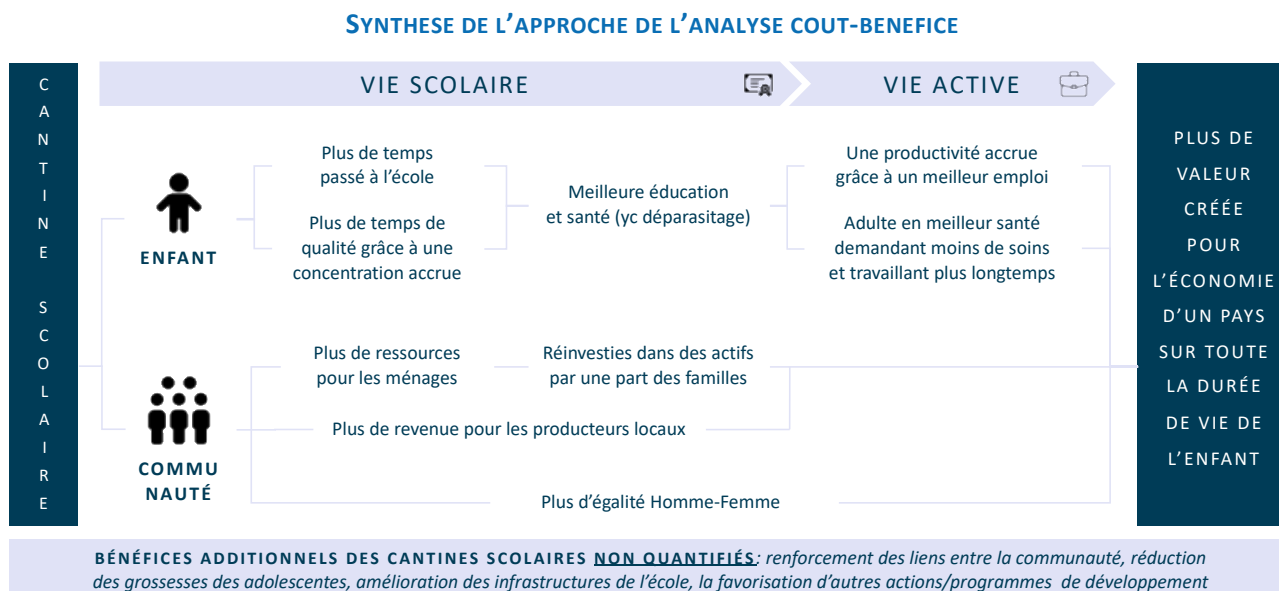 SYNTHESE DE L'APPROCHE DE L'ANALYSE COUT-BENEFICE
CANTINE SCOLAIRE
VIE SCOLAIRE
VIE ACTIVE
ENFANT
Plus de temps
passé à l'école
Plus de temps de
qualité grâce à une
concentration accrue
Meilleure éducation
et santé (yc déparasitage)
Une productivité accrue
grâce à un meilleur emploi
Adulte en meilleur santé
demandant moins de soins
et travaillant plus longtemps
COMMU
NAUTÉ
Plus de ressources
pour les ménages
Réinvesties dans des actifs
par une part des familles
Plus de revenue pour les producteurs locaux
Plus d'égalité Homme-Femme
PLUS DE
VALEUR
CRÉÉE
POUR
L'ÉCONOMIE
D'UN PAYS
SUR TOUTE
LA DURÉE
DE VIE DE
L'ENFANT
BÉNÉFICES ADDITIONNELS DES CANTINES SCOLAIRES NON QUANTIFIÉS: renforcement des liens entre la communauté, réduction
des grossesses des adolescentes, amélioration des infrastructures de l'école, la favorisation d'autres actions/programmes de développement